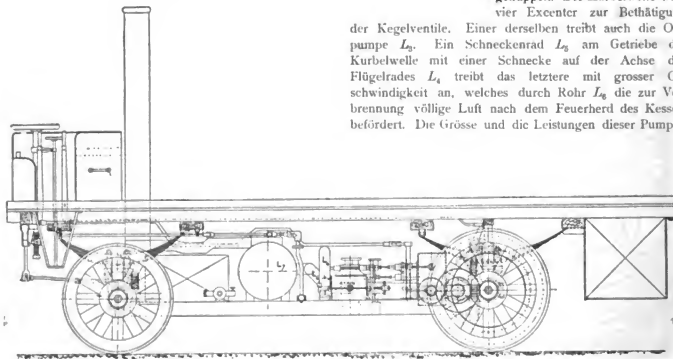 vier Excenter zur Bethätigu
der Kegelventile. Einer derselben treibt auch die O
pumpe L₃. Ein Schneckenrad L₅ am Getriebe d
Kurbelwelle mit einer Schnecke auf der Achse d
Flügelrades L₄ treibt das letztere mit grosser G
schwindigkeit an, welches durch Rohr L₆ die zur Ve
brennung völlige Luft nach dem Feuerherd des Kesse
befördert. Die Grösse und die Leistungen dieser Pump